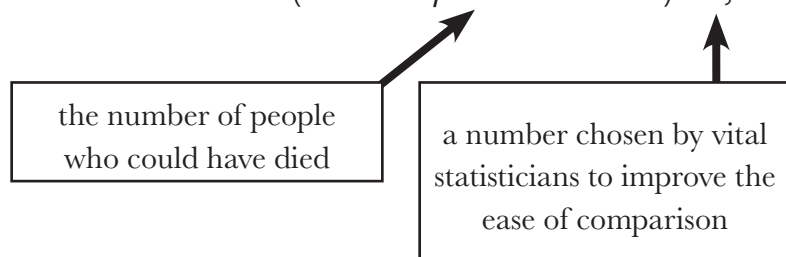 the number of people
who could have died
a number chosen by vital
statisticians to improve the
ease of comparison